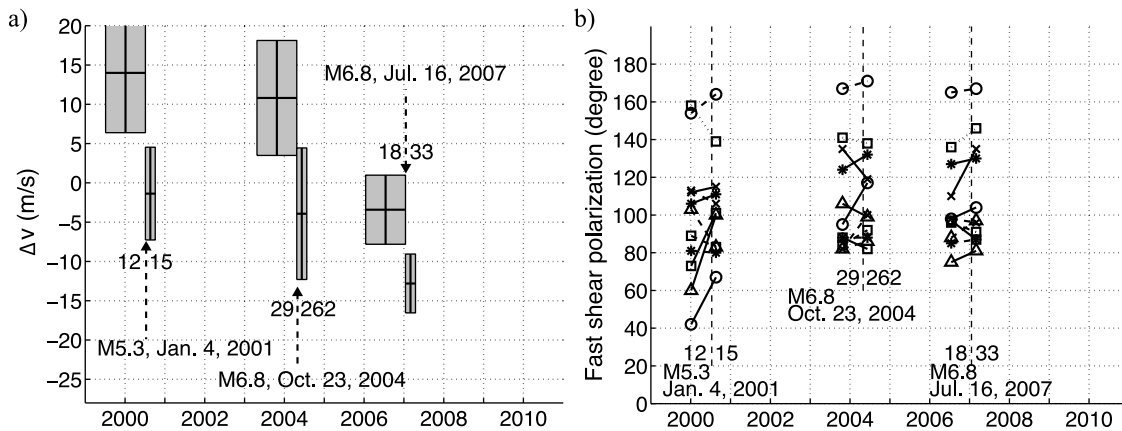 a)
20
15
10
5
0
−5
−10
−15
−20
−25
Δv (m/s)
M6.8, Jul. 16, 2007
18 33
12 15
29 262
M5.3, Jan. 4, 2001
M6.8, Oct. 23, 2004
2000 2002 2004 2006 2008 2010
b)
180
160
140
120
100
80
60
40
20
0
Fast shear polarization (degree)
29 262
M6.8
Oct. 23, 2004
12 15
M5.3
Jan. 4, 2001
18 33
M6.8
Jul. 16, 2007
2000 2002 2004 2006 2008 2010